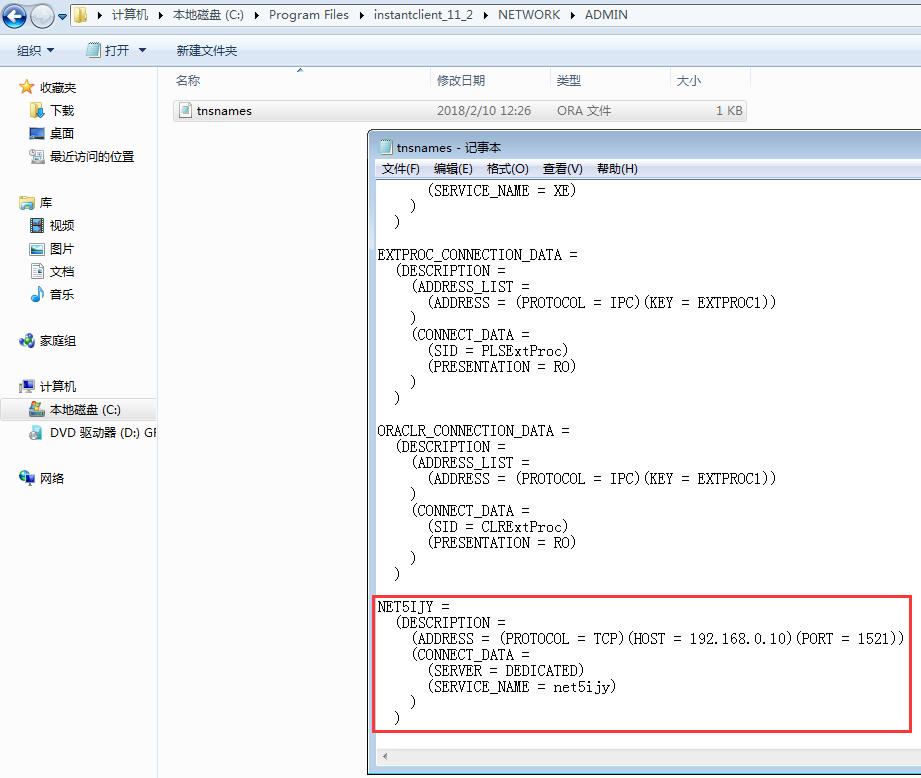 计算机 本地磁盘 (C:) Program Files instantclient_11_2 NETWORK ADMIN
组织 打开 新建文件夹
收藏夹
下载
桌面
最近访问的位置
库
视频
图片
文档
音乐
家庭组
计算机
本地磁盘 (C:)
DVD 驱动器 (D:) GF
网络
名称 修改日期 类型 大小
tnsnames 2018/2/10 12:26 ORA 文件 1 KB
tnsnames - 记事本
文件(F) 编辑(E) 格式(O) 查看(V) 帮助(H)
      (SERVICE_NAME = XE)
    )
  )
EXTPROC_CONNECTION_DATA =
  (DESCRIPTION =
    (ADDRESS_LIST =
      (ADDRESS = (PROTOCOL = IPC)(KEY = EXTPROC1))
    )
    (CONNECT_DATA =
      (SID = PLSExtProc)
      (PRESENTATION = RO)
    )
  )
ORACLR_CONNECTION_DATA =
  (DESCRIPTION =
    (ADDRESS_LIST =
      (ADDRESS = (PROTOCOL = IPC)(KEY = EXTPROC1))
    )
    (CONNECT_DATA =
      (SID = CLRExtProc)
      (PRESENTATION = RO)
    )
  )
NET5IJY =
  (DESCRIPTION =
    (ADDRESS = (PROTOCOL = TCP)(HOST = 192.168.0.10)(PORT = 1521))
    (CONNECT_DATA =
      (SERVER = DEDICATED)
      (SERVICE_NAME = net5ijy)
    )
  )